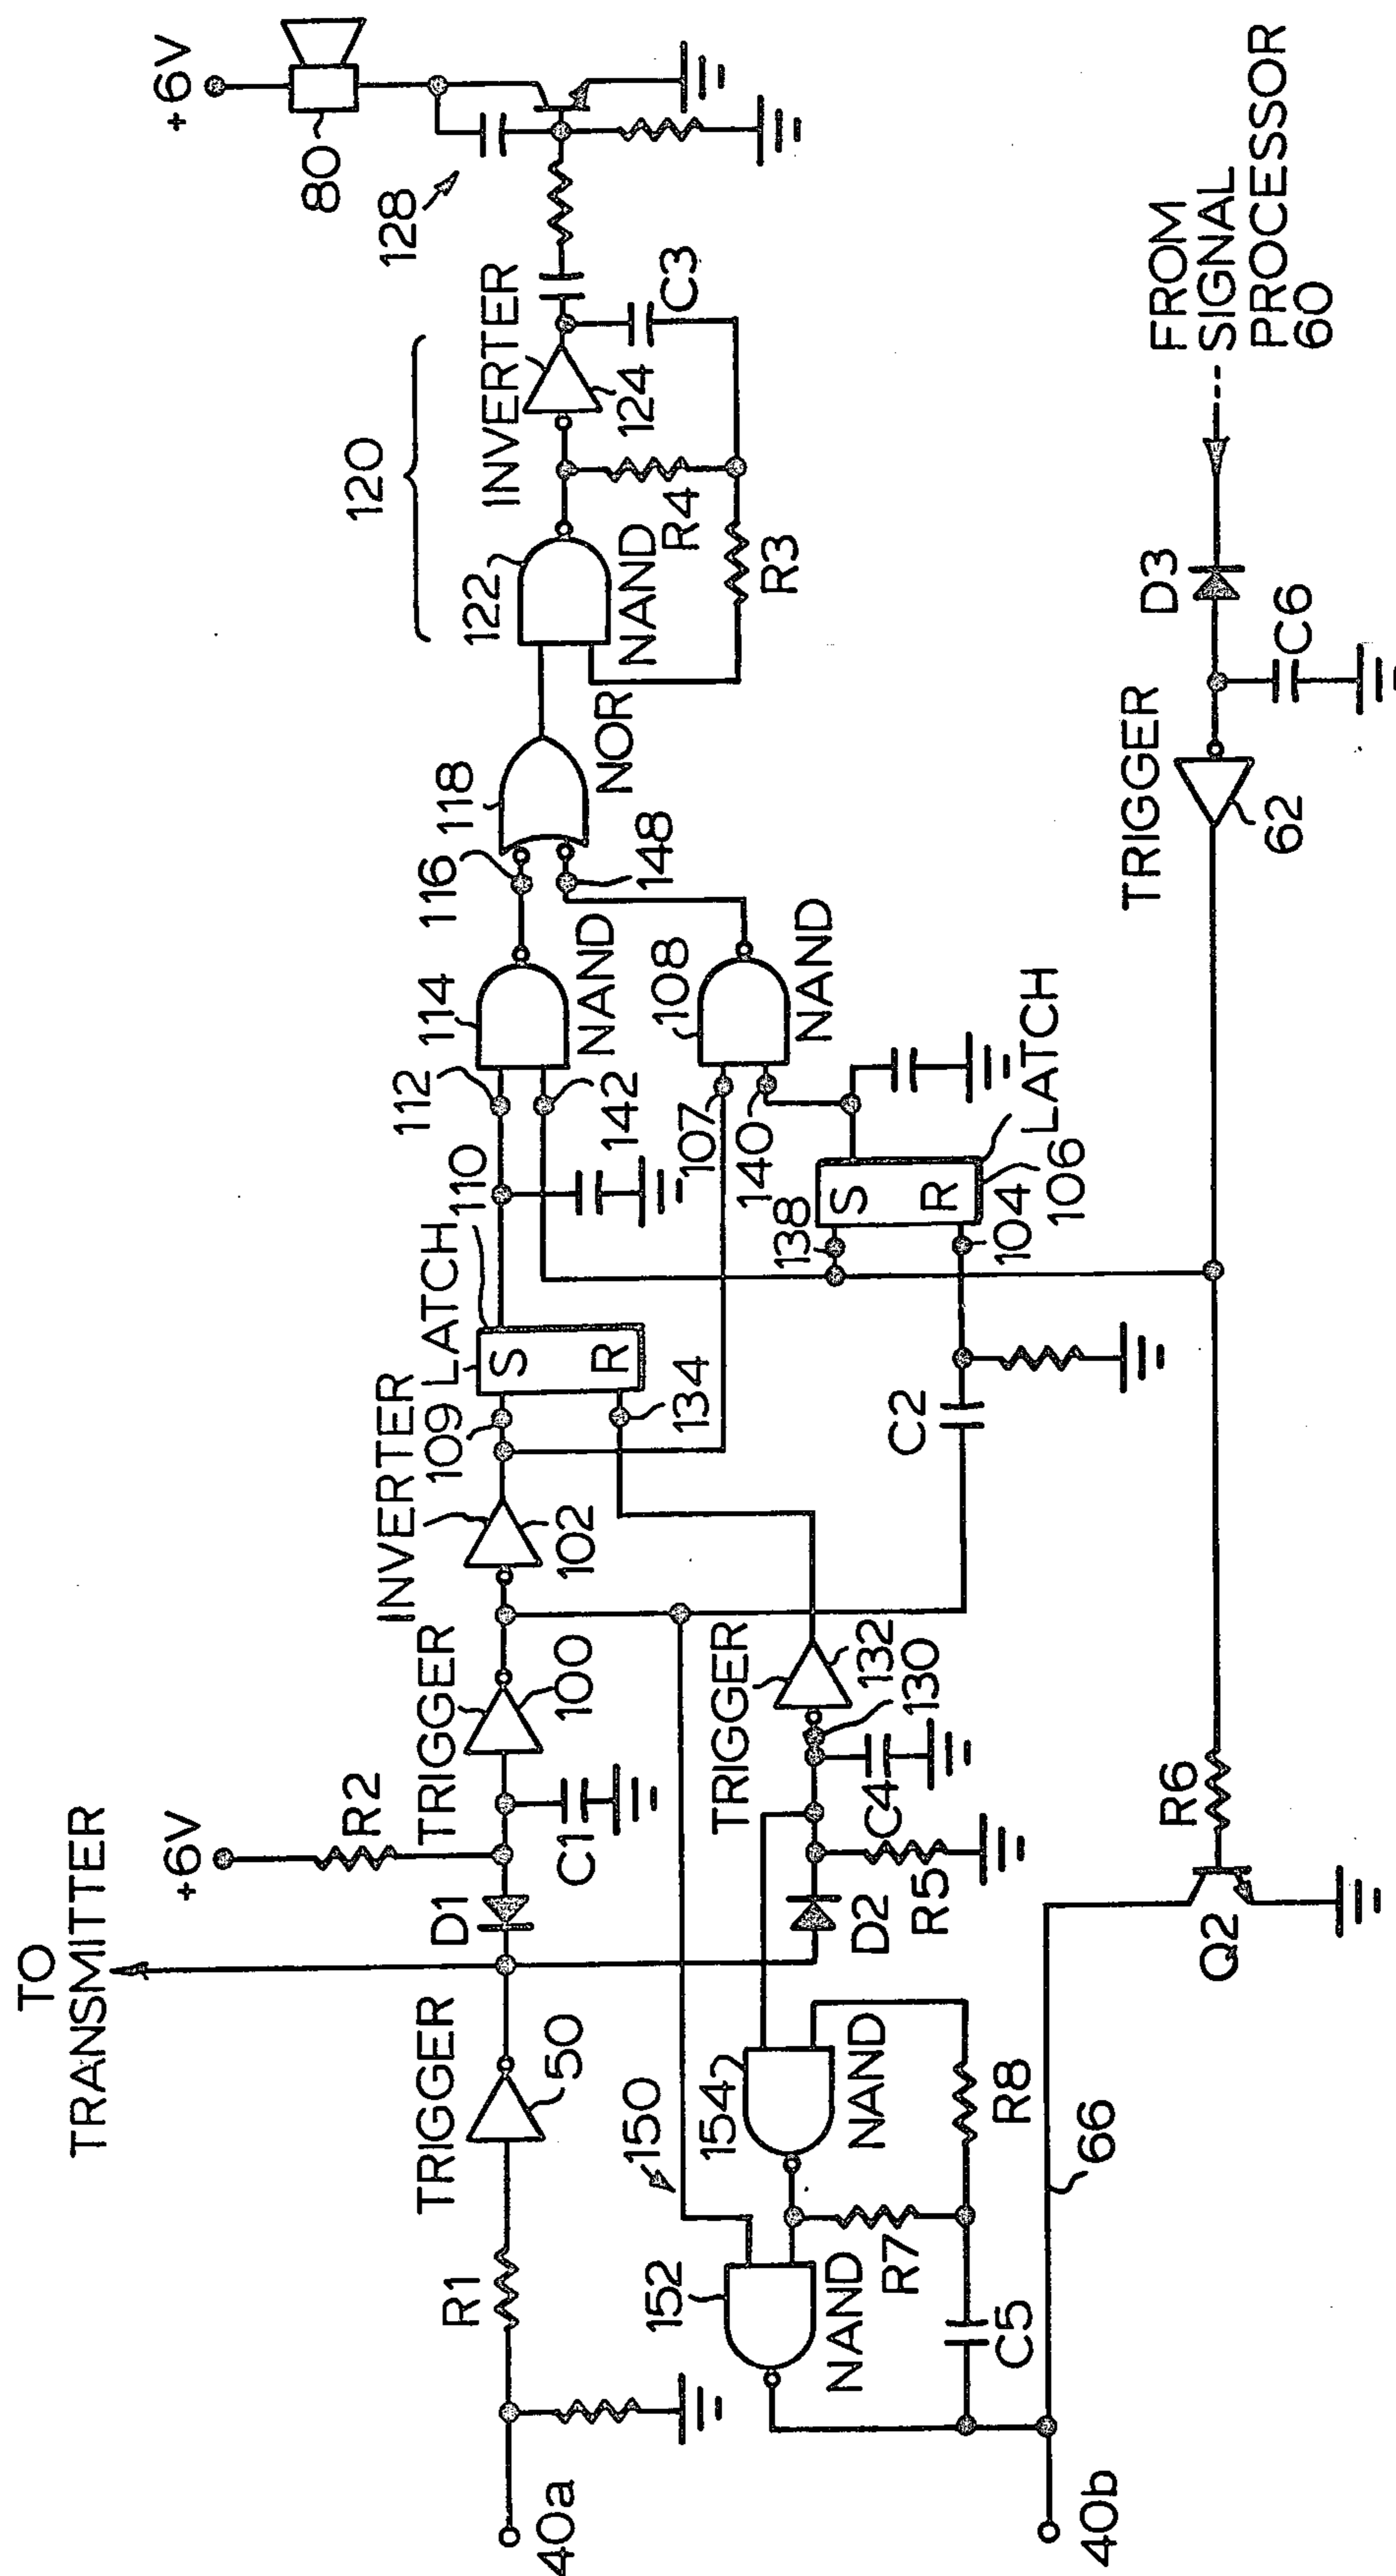 TO
TRANSMITTER
+6V
R2
TRIGGER
50
D1
TRIGGER
100
C1
INVERTER
102
109
LATCH
S
R
110
134
112
114
NAND
142
116
118
NOR
148
120
122
NAND
R4
R3
INVERTER
124
C3
128
+6V
80
R1
40a
150
152
NAND
154
NAND
R7
R8
C5
D2
R5
C4
TRIGGER
132
130
107
108
NAND
140
138
S
R
LATCH
104
106
C2
40b
66
Q2
R6
TRIGGER
62
D3
C6
FROM
SIGNAL
PROCESSOR
60